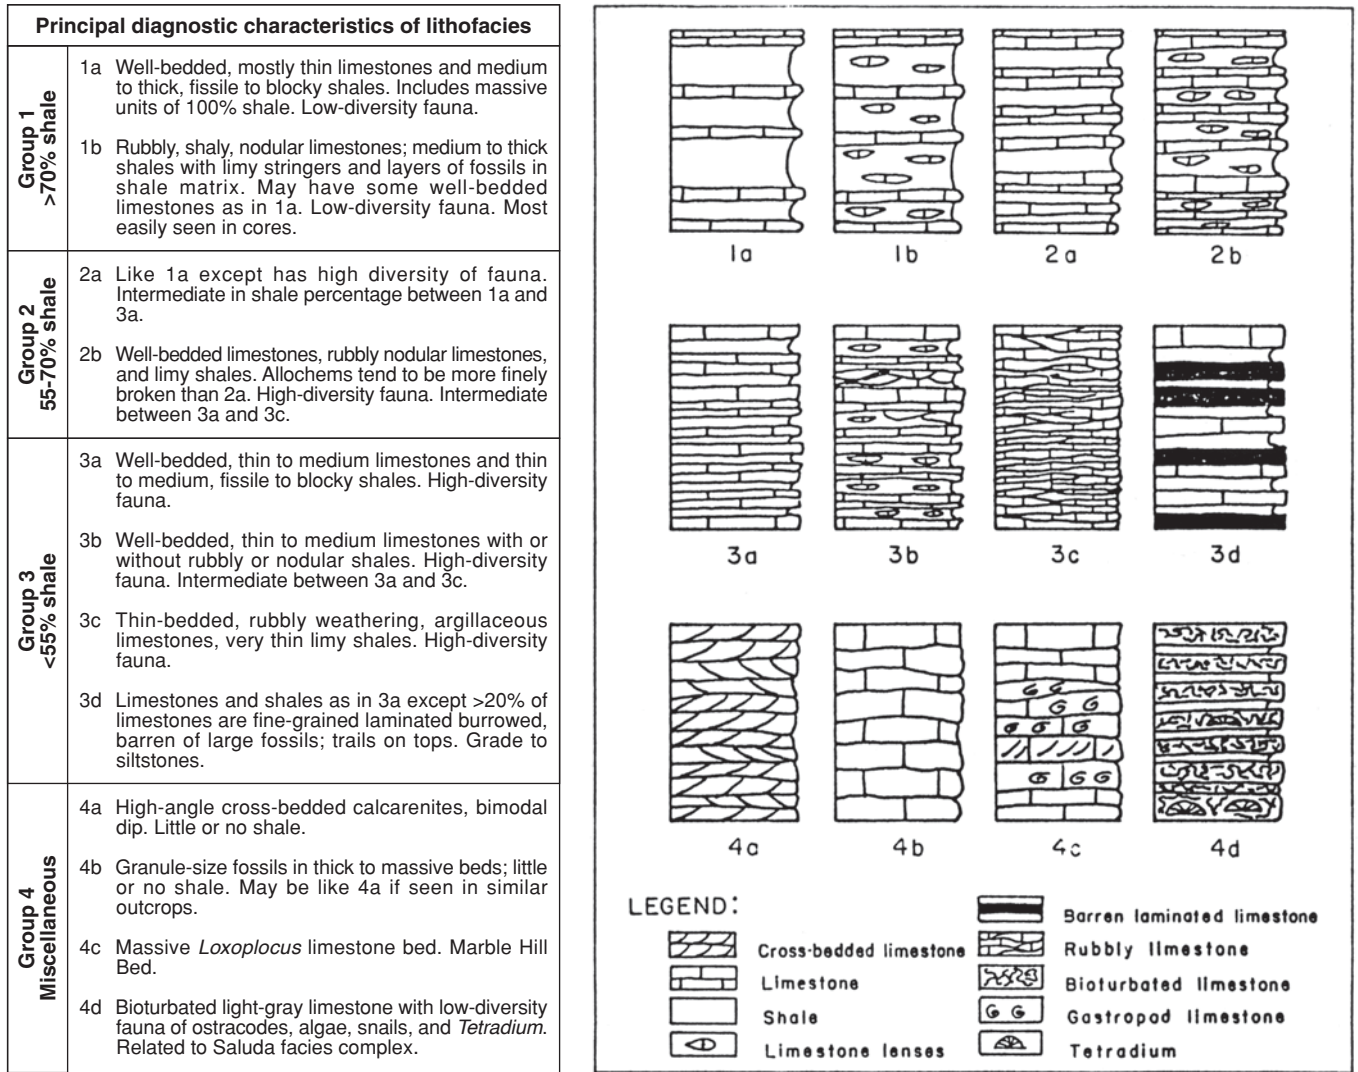 Principal diagnostic characteristics of lithofacies
Group 1
>70% shale
1a Well-bedded, mostly thin limestones and medium
to thick, fissile to blocky shales. Includes massive
units of 100% shale. Low-diversity fauna.
1b Rubbly, shaly, nodular limestones; medium to thick
shales with limy stringers and layers of fossils in
shale matrix. May have some well-bedded
limestones as in 1a. Low-diversity fauna. Most
easily seen in cores.
Group 2
55-70% shale
2a Like 1a except has high diversity of fauna.
Intermediate in shale percentage between 1a and
3a.
2b Well-bedded limestones, rubbly nodular limestones,
and limy shales. Allochems tend to be more finely
broken than 2a. High-diversity fauna. Intermediate
between 3a and 3c.
Group 3
<55% shale
3a Well-bedded, thin to medium limestones and thin
to medium, fissile to blocky shales. High-diversity
fauna.
3b Well-bedded, thin to medium limestones with or
without rubbly or nodular shales. High-diversity
fauna. Intermediate between 3a and 3c.
3c Thin-bedded, rubbly weathering, argillaceous
limestones, very thin limy shales. High-diversity
fauna.
3d Limestones and shales as in 3a except >20% of
limestones are fine-grained laminated burrowed,
barren of large fossils; trails on tops. Grade to
siltstones.
Group 4
Miscellaneous
4a High-angle cross-bedded calcarenites, bimodal
dip. Little or no shale.
4b Granule-size fossils in thick to massive beds; little
or no shale. May be like 4a if seen in similar
outcrops.
4c Massive Loxoplocus limestone bed. Marble Hill
Bed.
4d Bioturbated light-gray limestone with low-diversity
fauna of ostracodes, algae, snails, and Tetradium.
Related to Saluda facies complex.
1a 1b 2a 2b
3a 3b 3c 3d
4a 4b 4c 4d
LEGEND:
Cross-bedded limestone
Limestone
Shale
Limestone lenses
Barren laminated limestone
Rubbly limestone
Bioturbated limestone
Gastropod limestone
Tetradium